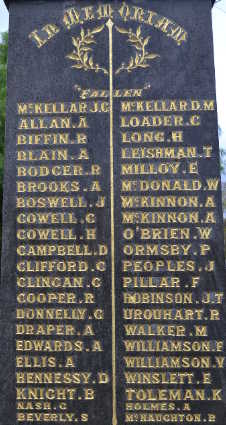 IN MEMORIAM
"FALLEN"
McKELLAR J.G
ALLAN.A
BIFFIN.R
BLAIN.A
BODGER.R
BROOKS.A
BOSWELL.J
COWELL.C
COWELL.H
CAMPBELL.D
CLIFFORD.C
CLINGAN.C
COOPER.R
DONNELLY.C
DRAPER.A
EDWARDS.A
ELLIS.A
HENNESSY.D
KNIGHT.B
NASH.C
BEVERLY.S
McKELLAR D.M
LOADER.C
LONG.H
LEISHMAN.T
MILLOY.E
McDONALD.W
McKINNON.A
McKINNON.A
O'BRIEN.W
ORMSBY.P
PEOPLES.J
PILLAR.F
ROBINSON.J.T
URQUHART.R
WALKER.M
WILLIAMSON.F
WILLIAMSON.V
WINSLETT.E
TOLEMAN.K
HOLMES.A
McNAUGHTON.B